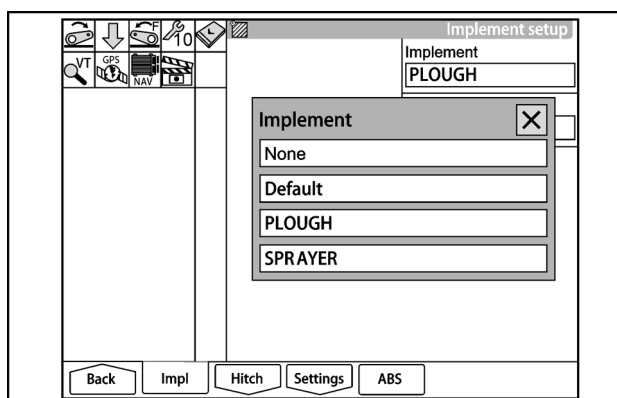 F
10
Implement setup
VT
GPS
NAV
Implement
PLOUGH
Implement
None
Default
PLOUGH
SPRAYER
Back
Impl
Hitch
Settings
ABS